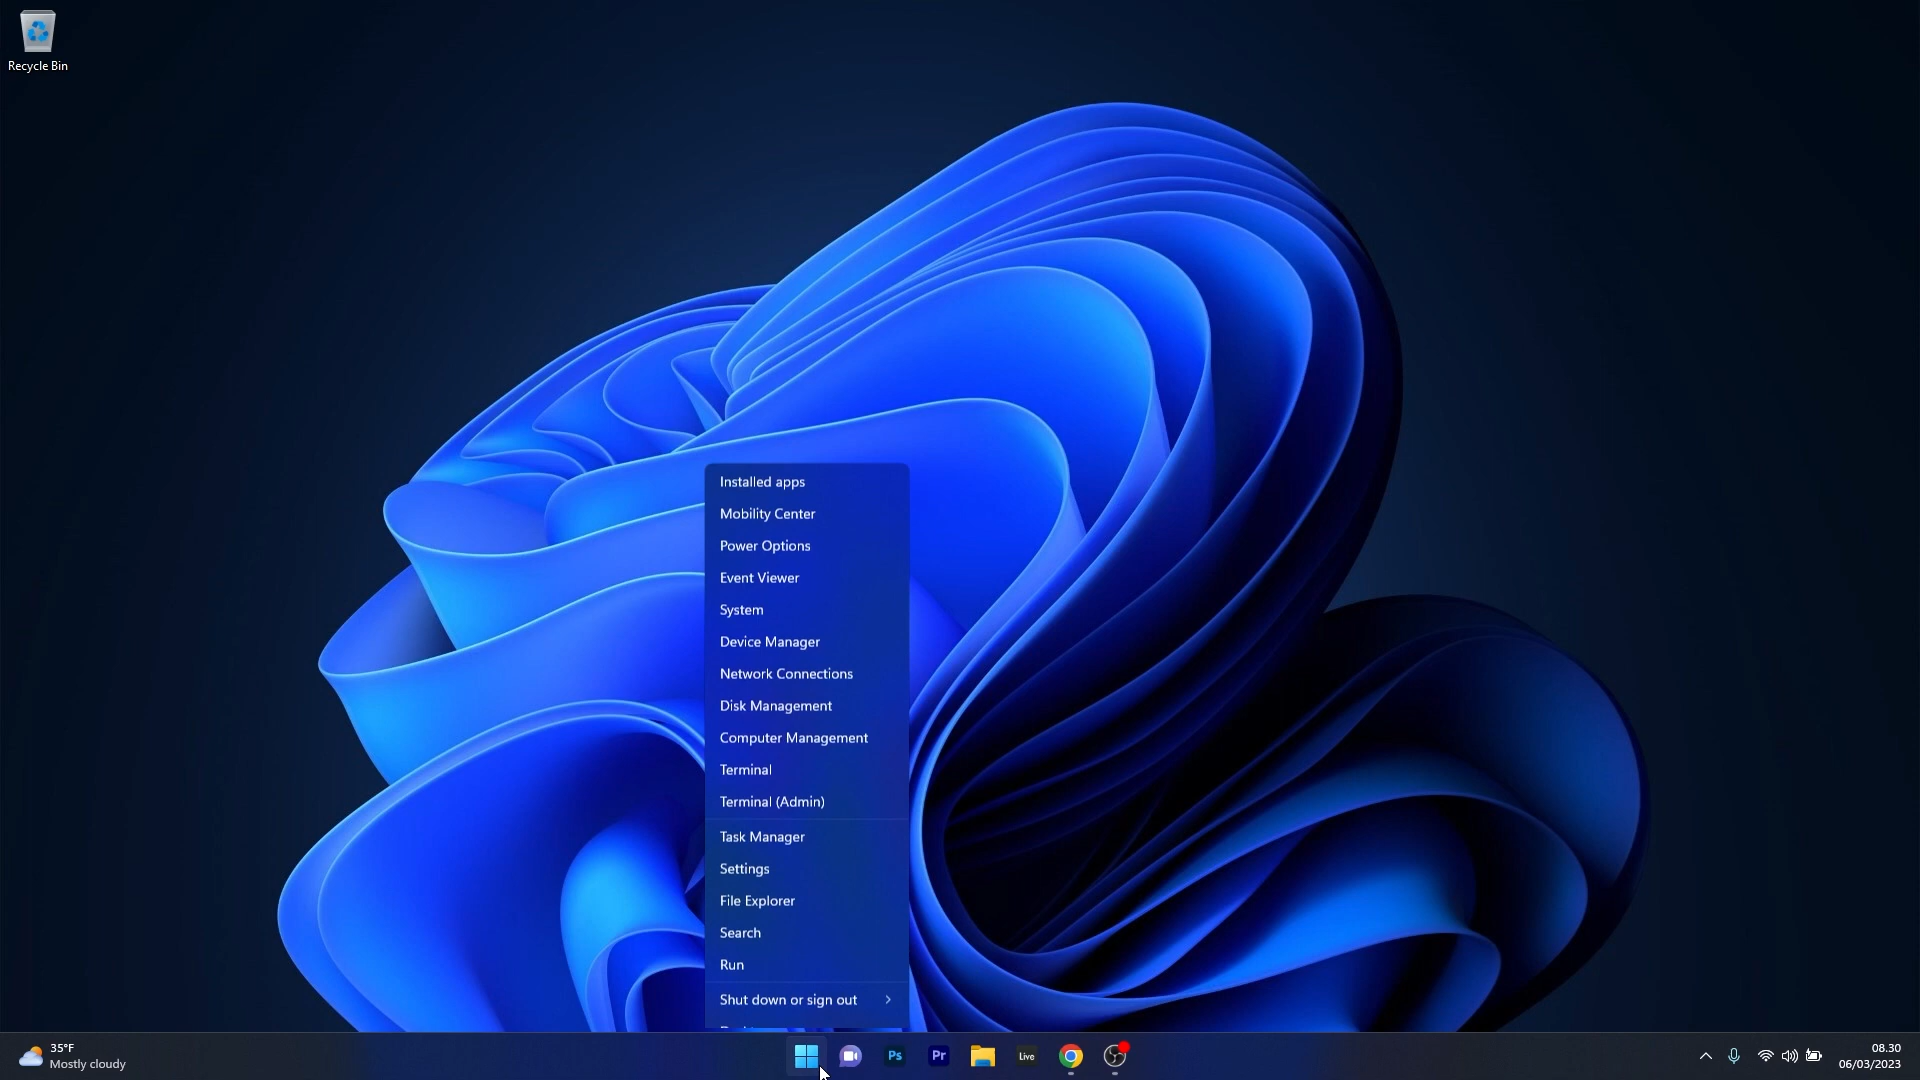 Recycle Bin
Installed apps
Mobility Center
Power Options
Event Viewer
System
Device Manager
Network Connections
Disk Management
Computer Management
Terminal
Terminal (Admin)
Task Manager
Settings
File Explorer
Search
Run
Shut down or sign out
35°F
Mostly cloudy
Ps
Pr
Live
08.30
06/03/2023